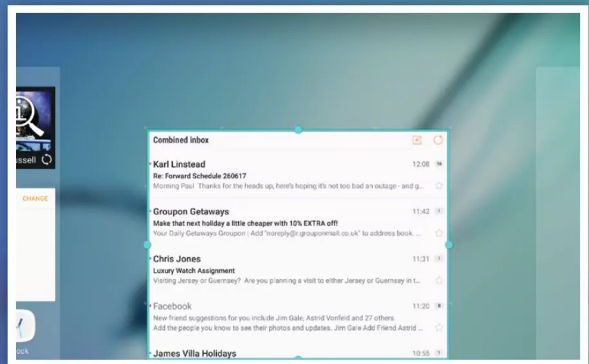 ssell
CHANGE
ock
Combined inbox
Karl Linstead
12:08
Re: Forward Schedule 260617
Morning Paul Thanks for the heads up, here's hoping it's not too bad an outage - and g...
Groupon Getaways
11:42 1
Make that next holiday a little cheaper with 10% EXTRA off!
Your Daily Getaways Groupon | Add "noreply@r.grouponmail.co.uk" to address book, ...
Chris Jones
11:31 1
Luxury Watch Assignment
Visiting Jersey or Guernsey? Are you planning a visit to either Jersey or Guernsey in t...
Facebook
11:20
New friend suggestions for you include Jim Gale, Astrid Vonfeld and 27 others.
Add the people you know to see their photos and updates. Jim Gale Add Friend Astrid ...
James Villa Holidays
10:55 1